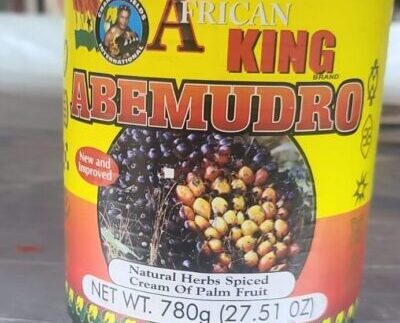 AFRICAN
KING
BRAND
ABEMUDRO
New and
Improved
Natural Herbs Spiced
Cream Of Palm Fruit
NET WT. 780g (27.51 OZ)
INTERNATIONAL